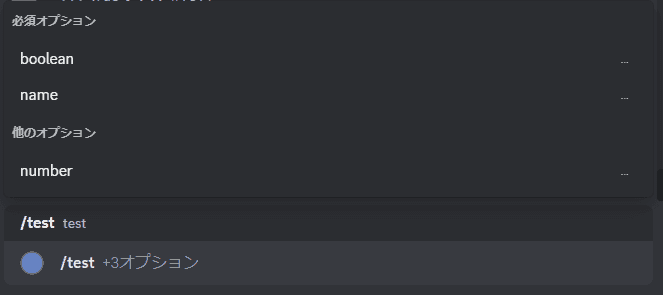 必須オプション
boolean ...
name ...
他のオプション
number ...
/test test
/test +3オプション